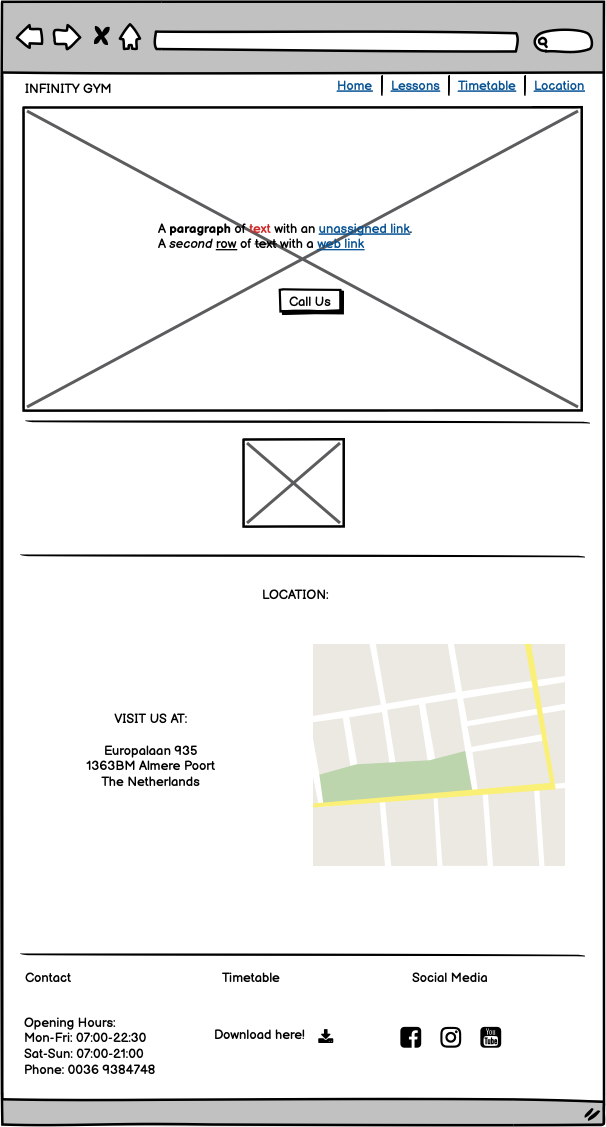 INFINITY GYM
Home Lessons Timetable Location
A paragraph of text with an unassigned link.
A second row of text with a web link
Call Us
LOCATION:
VISIT US AT:
Europalaan 935
1363BM Almere Poort
The Netherlands
Contact
Timetable
Social Media
Opening Hours:
Mon-Fri: 07:00-22:30
Sat-Sun: 07:00-21:00
Phone: 0036 9384748
Download here!
You
Tube